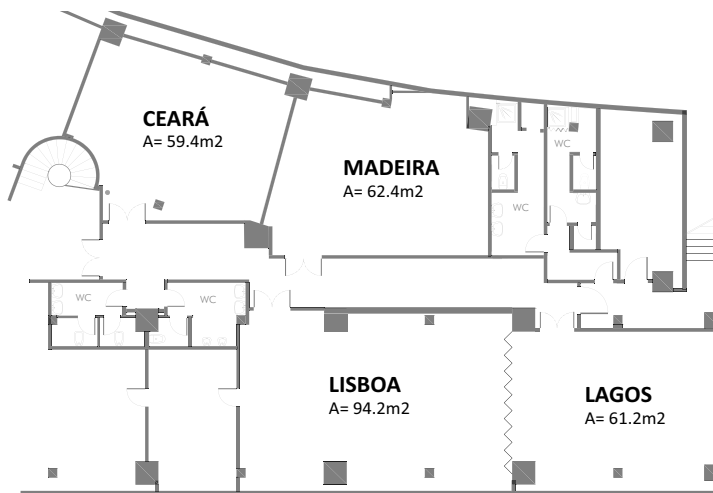 CEARÁ
A= 59.4m2
MADEIRA
A= 62.4m2
WC
WC
WC
WC
LISBOA
A= 94.2m2
LAGOS
A= 61.2m2